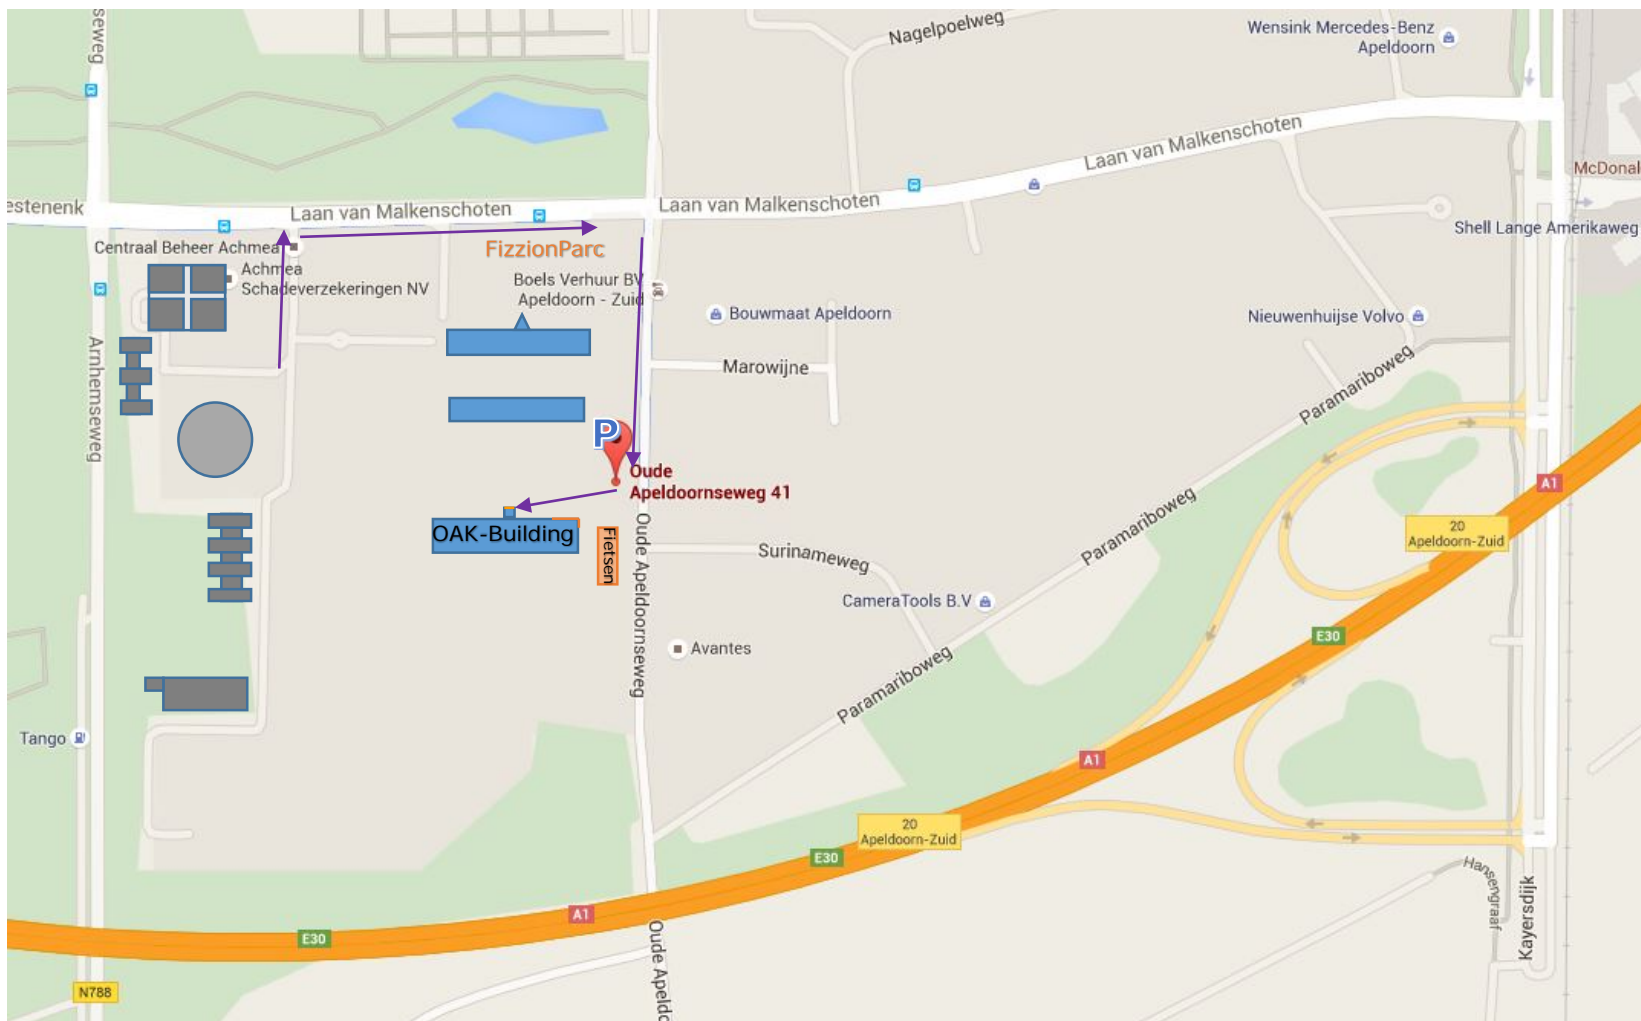 seweg
Nagelpoelweg
Wensink Mercedes-Benz
Apeldoorn
Laan van Malkenschoten
McDonal
estenenk
Laan van Malkenschoten
Laan van Malkenschoten
Shell Lange Amerikaweg
Centraal Beheer Achmea
FizzionParc
Achmea
Schadeverzekeringen NV
Boels Verhuur BV
Apeldoorn - Zuid
Bouwmaat Apeldoorn
Nieuwenhuijse Volvo
Arnhemseweg
Marowijne
Paramariboweg
P
Oude
Apeldoornseweg 41
A1
Paramariboweg
20
Apeldoorn-Zuid
OAK-Building
Fietsen
Oude Apeldoornseweg
Surinameweg
CameraTools B.V
E30
Avantes
Paramariboweg
Tango
A1
20
Apeldoorn-Zuid
E30
Hansengraaf
Kayersdijk
A1
E30
Oude Apeldo
N788